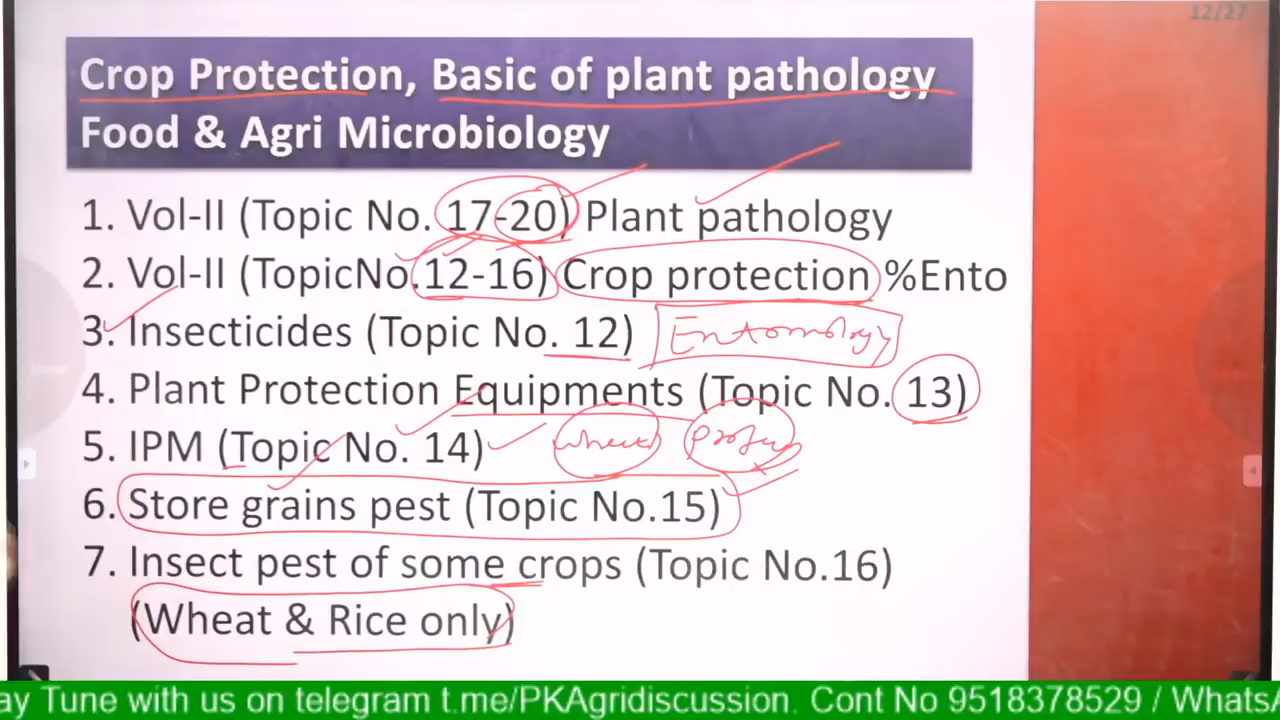 12/27
Crop Protection, Basic of plant pathology
Food & Agri Microbiology
1. Vol-II (Topic No. 17-20) Plant pathology
2. Vol-II (TopicNo.12-16) Crop protection %Ento
3. Insecticides (Topic No. 12) Entomology
4. Plant Protection Equipments (Topic No. 13)
5. IPM (Topic No. 14)
6. Store grains pest (Topic No.15)
7. Insect pest of some crops (Topic No.16)
(Wheat & Rice only)
ay Tune with us on telegram t.me/PKAgridiscussion. Cont No 9518378529 / WhatsA